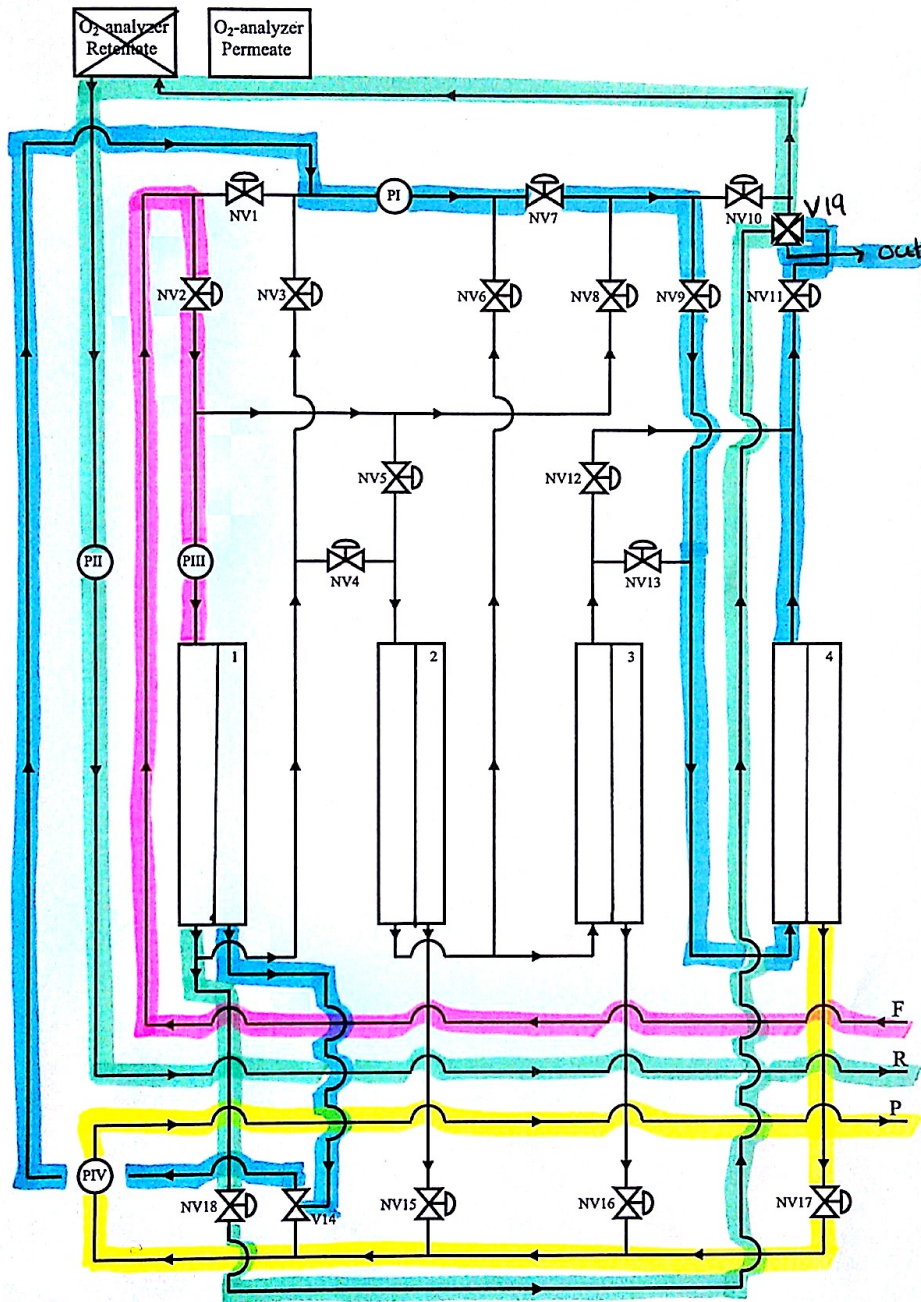 O₂-analyzer
Retentate
O₂-analyzer
Permeate
NV1
PI
NV7
NV10
V19
out
NV2
NV3
NV6
NV8
NV9
NV11
NV5
NV12
PII
PIII
NV4
NV13
1
2
3
4
F
R
P
PIV
NV18
V14
NV15
NV16
NV17